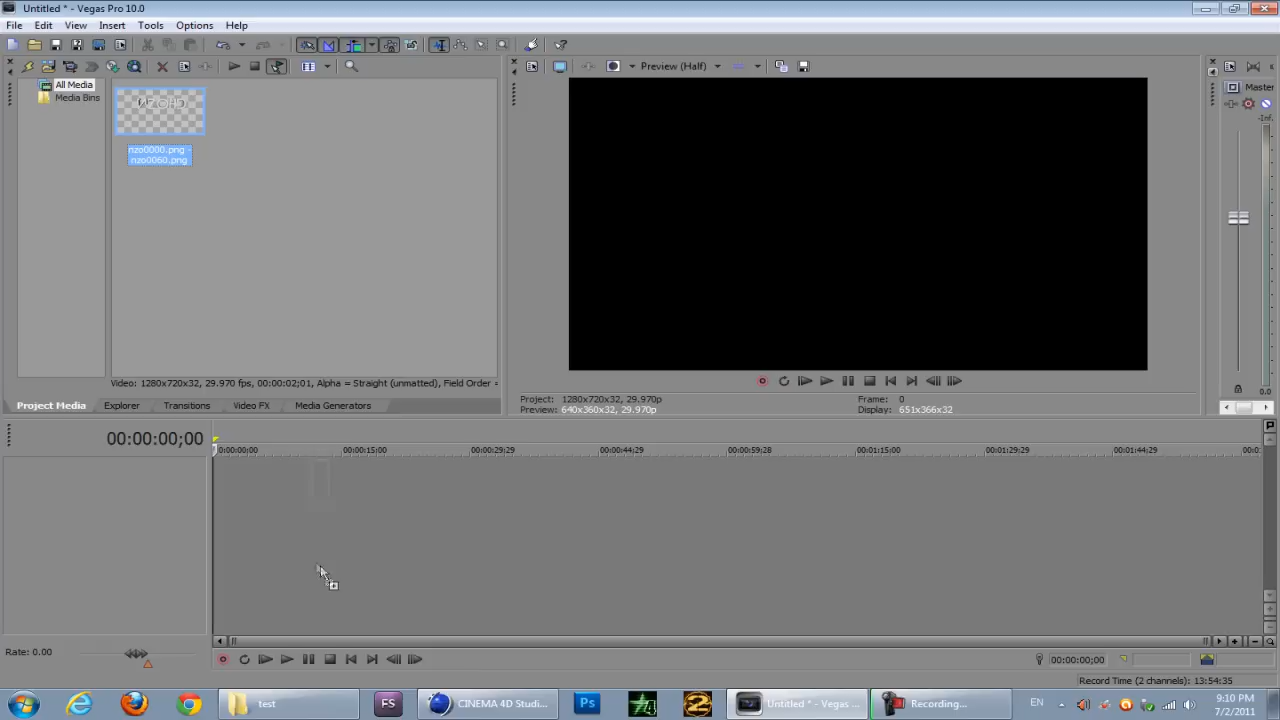 Untitled * - Vegas Pro 10.0
File Edit View Insert Tools Options Help
All Media
Media Bins
nzo0000.png -
nzo0060.png
Preview (Half)
Master
-Inf.
Video: 1280x720x32, 29.970 fps, 00:00:02;01, Alpha = Straight (unmatted), Field Order =
0.0
Project Media Explorer Transitions Video FX Media Generators
Project: 1280x720x32, 29.970p Frame: 0
Preview: 640x360x32, 29.970p Display: 651x366x32
00:00:00;00
0:00:00;00 00:00:15;00 00:00:29;29 00:00:44;29 00:00:59;28 00:01:15;00 00:01:29;29 00:01:44;29 00:0
Rate: 0.00
00:00:00;00
Record Time (2 channels): 13:54:35
test FS CINEMA 4D Studi... Ps Untitled * - Vegas ... Recording... EN 9:10 PM
7/2/2011